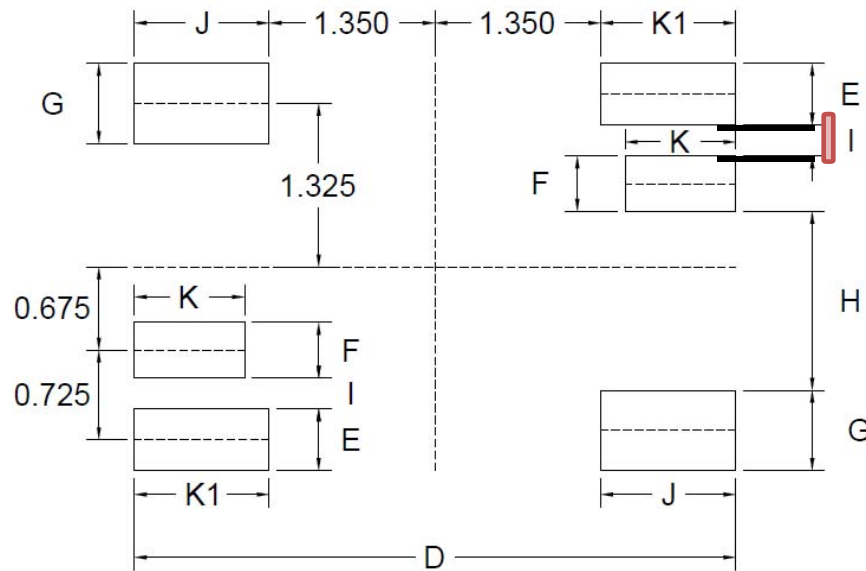 J 1.350 1.350 K1
G E
K I
1.325 F
0.675 K H
F
0.725 I
E G
K1 J
D